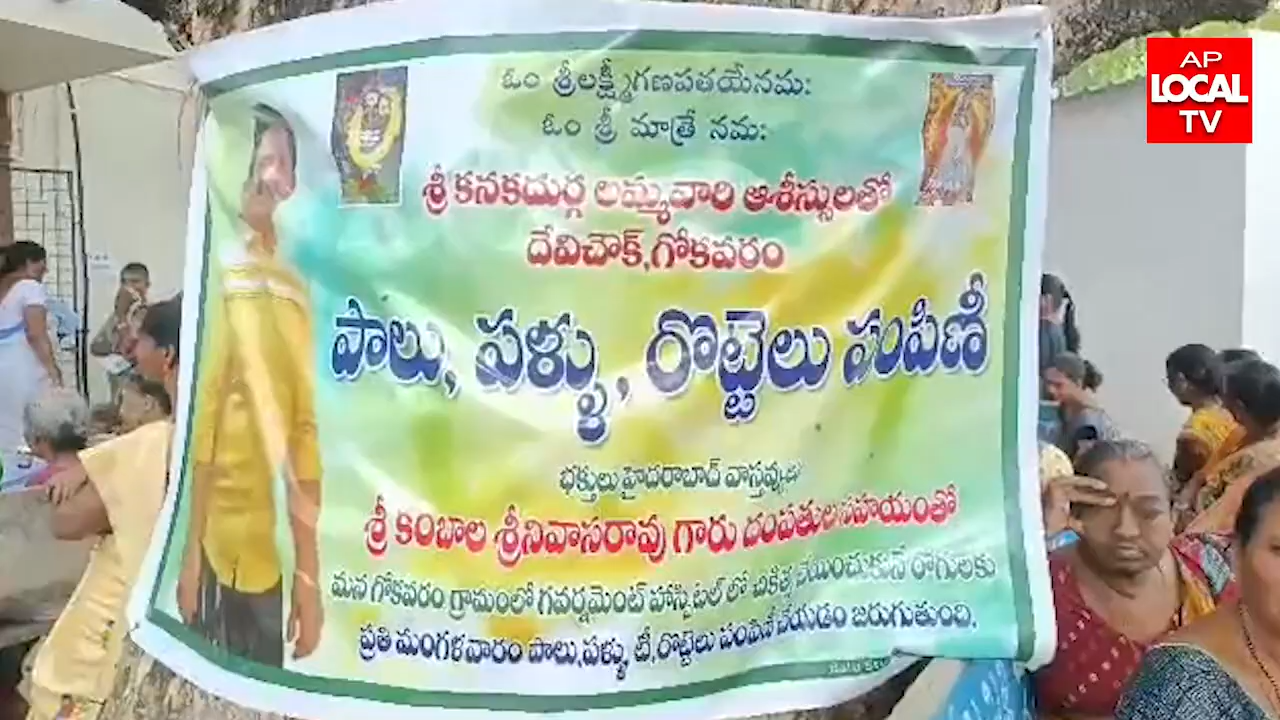 AP
LOCAL
TV
ఓం శ్రీలక్ష్మీగణపతయేనమ:
ఓం శ్రీ మాత్రే నమ:
శ్రీ కనకదుర్గ లమ్మవారి ఆశీస్సులతో
దేవిచౌక్,గోకవరం
పాలు, పళ్ళు, రొట్టెలు పంపిణీ
భక్తులు హైదరాబాద్ వాస్తవ్యులు
శ్రీ కింబాల శ్రీనివాసరావు గారు దంపతుల సహాయంతో
మన గోకవరం గ్రామంలో గవర్నమెంట్ హాస్పిటల్ లో చికిత్స చేయించుకునే రోగులకు
ప్రతి మంగళవారం పాలు,పళ్ళు, టీ,రొట్టెలు పంపిణీ చేయడం జరుగుతుంది.